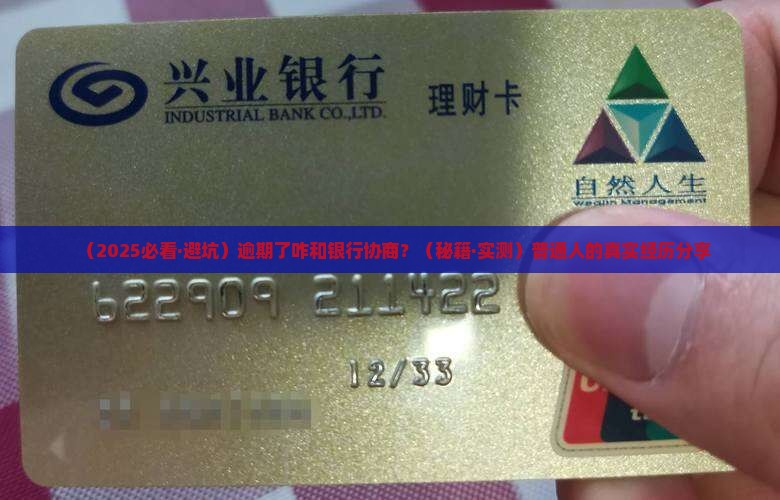 兴业银行
INDUSTRIAL BANK CO.,LTD.
理财卡
自然人生
Wealth Management
（2025必看·避坑）逾期了咋和银行协商？（秘籍·实测）普通人的真实经历分享
622909 211422
12/33